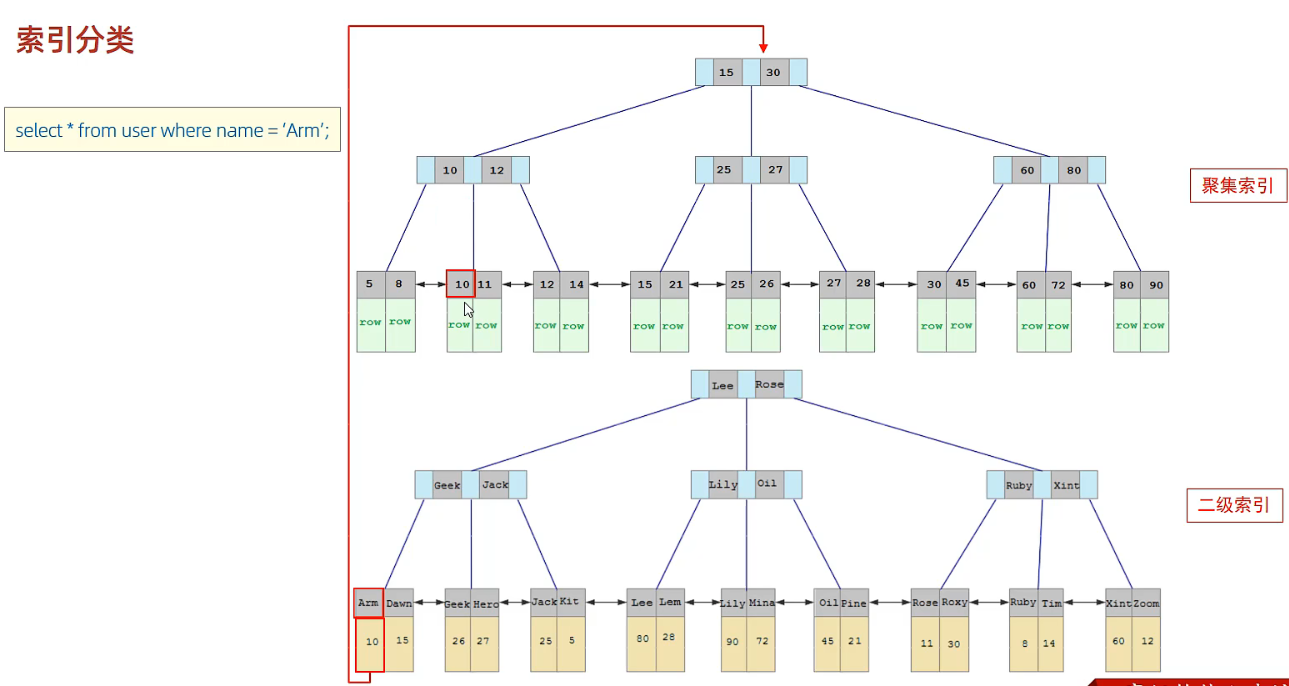 索引分类
select * from user where name = ‘Arm’;
15 30
10 12 25 27 60 80
聚集索引
5 8 10 11 12 14 15 21 25 26 27 28 30 45 60 72 80 90
row row row row row row row row row row row row row row row row row row
Lee Rose
Geek Jack Lily Oil Ruby Xint
二级索引
Arm Dawn Geek Hero Jack Kit Lee Lem Lily Mina Oil Pine Rose Roxy Ruby Tim Xint Zoom
10 15 26 27 25 5 80 28 90 72 45 21 11 30 8 14 60 12